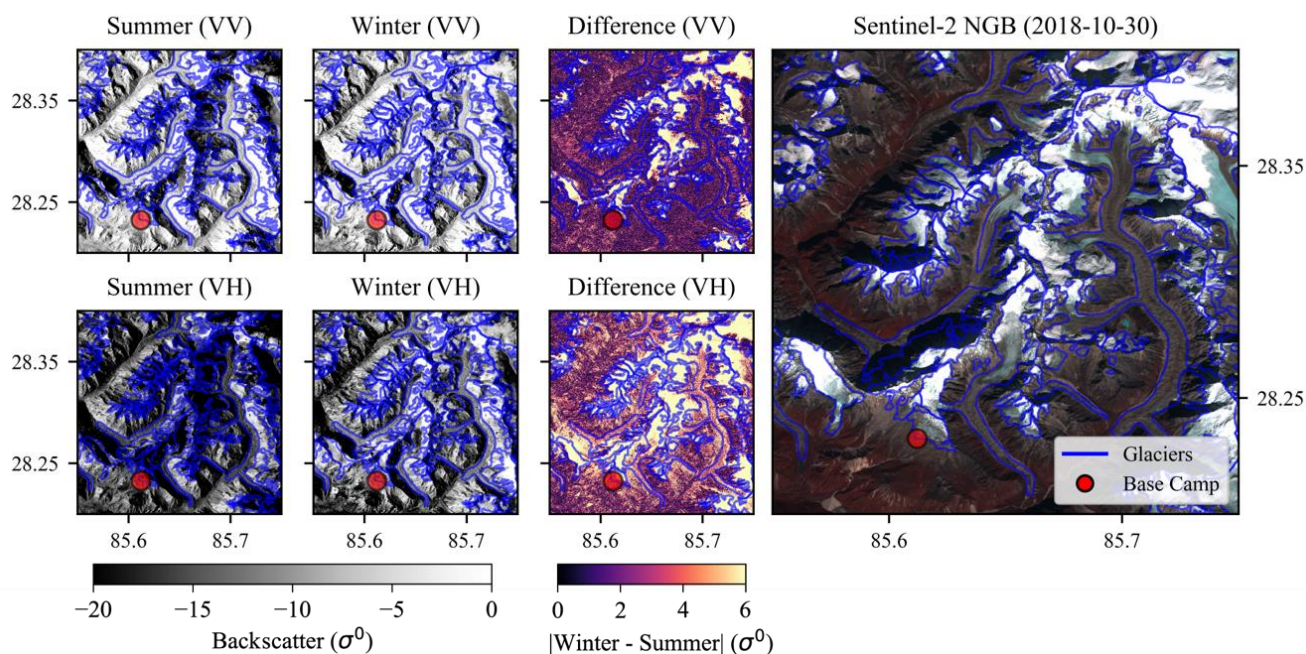 Summer (VV)
Winter (VV)
Difference (VV)
Sentinel-2 NGB (2018-10-30)
28.35
28.25
28.35
28.25
Summer (VH)
Winter (VH)
Difference (VH)
28.35
28.25
85.6
85.7
85.6
85.7
85.6
85.7
85.6
85.7
Glaciers
Base Camp
−20
−15
−10
−5
0
Backscatter (σ⁰)
0
2
4
6
|Winter - Summer| (σ⁰)